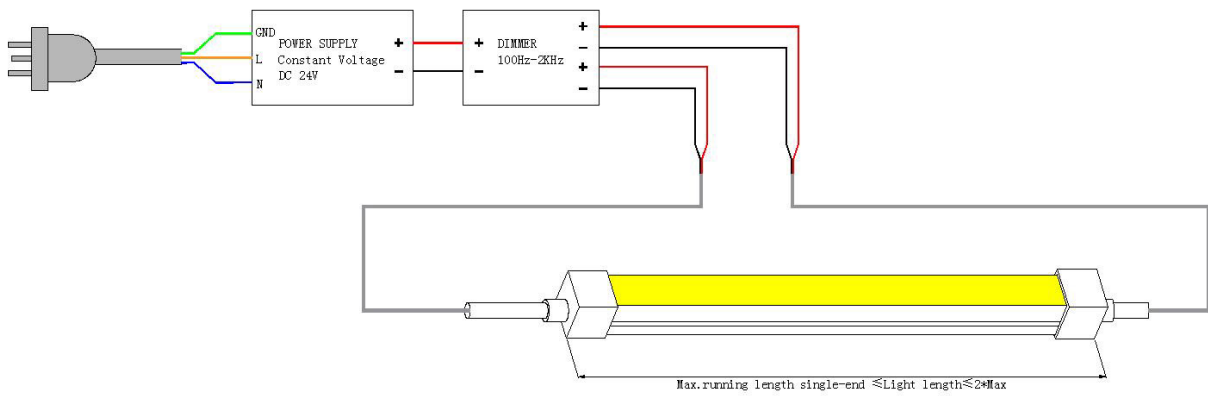 GND
L
N
POWER SUPPLY
Constant Voltage
DC 24V
+
−
+
−
DIMMER
100Hz-2KHz
+
−
+
−
Max.running length single-end ≤Light length≤2*Max